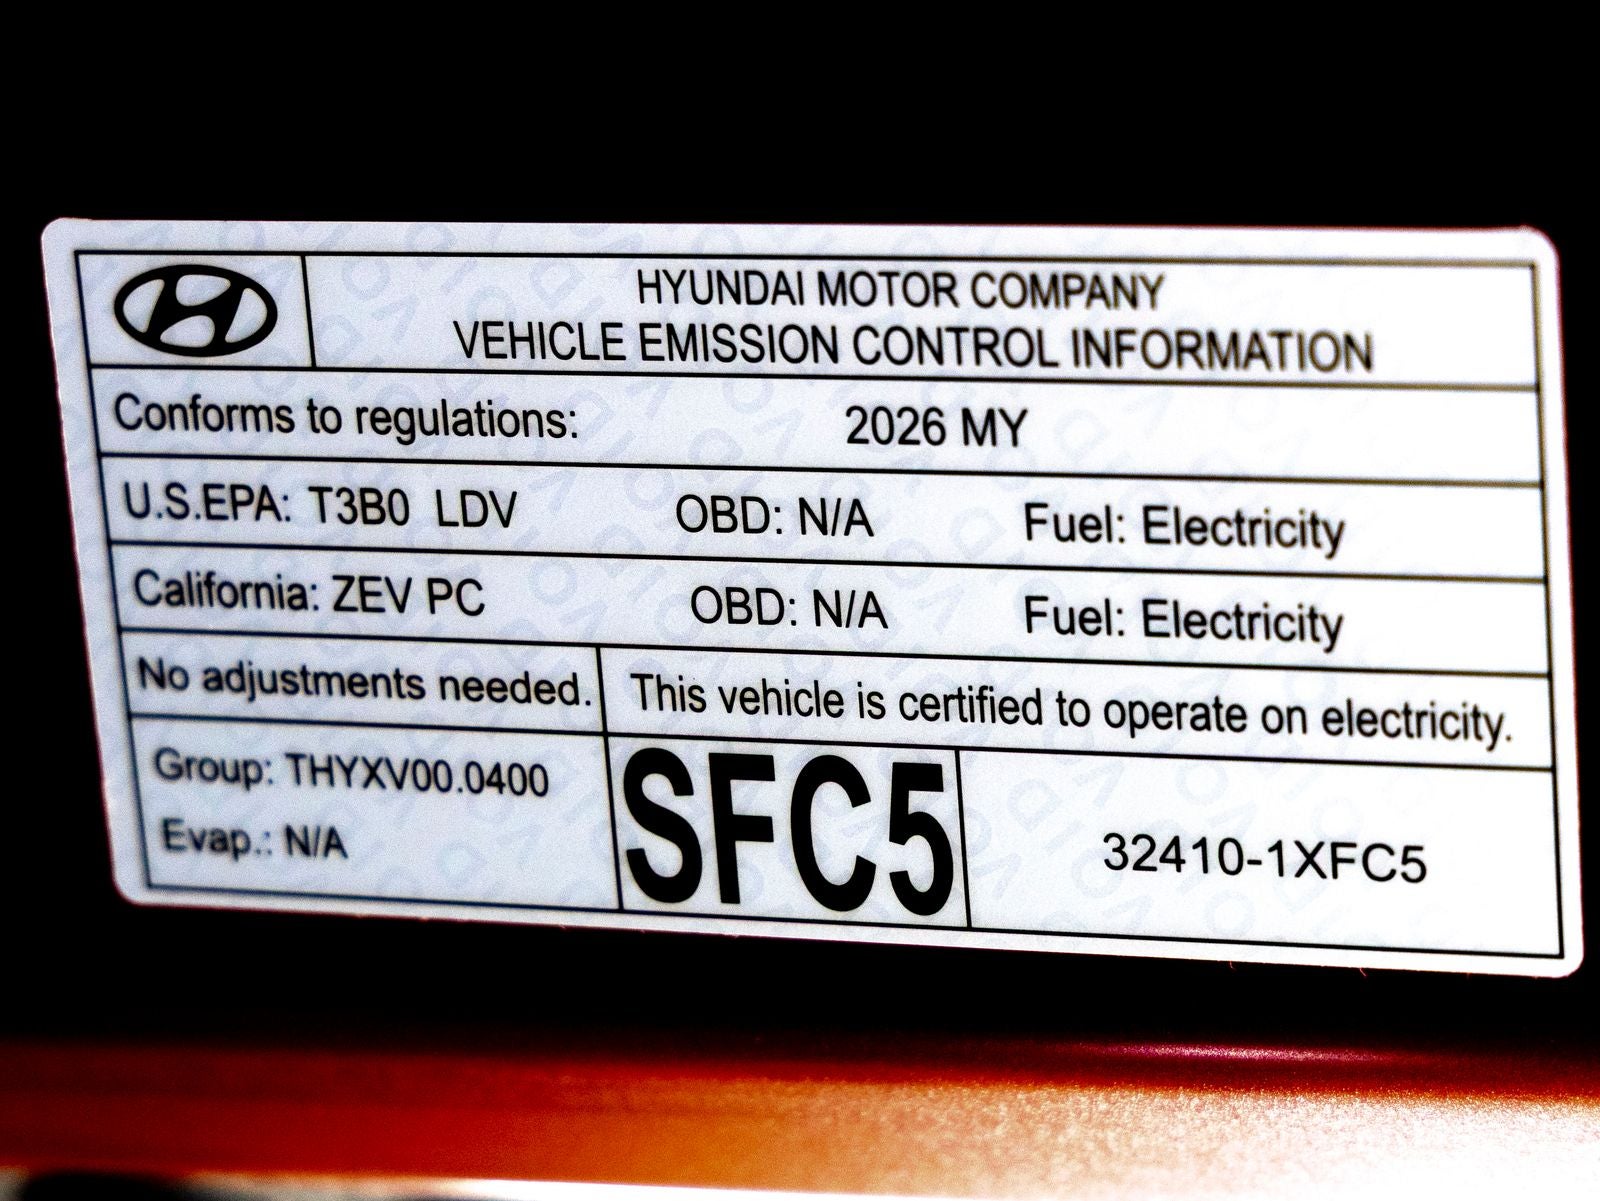 HYUNDAI MOTOR COMPANY
VEHICLE EMISSION CONTROL INFORMATION
Conforms to regulations: 2026 MY
U.S.EPA: T3B0 LDV OBD: N/A Fuel: Electricity
California: ZEV PC OBD: N/A Fuel: Electricity
No adjustments needed. This vehicle is certified to operate on electricity.
Group: THYXV00.0400
Evap.: N/A
SFC5
32410-1XFC5